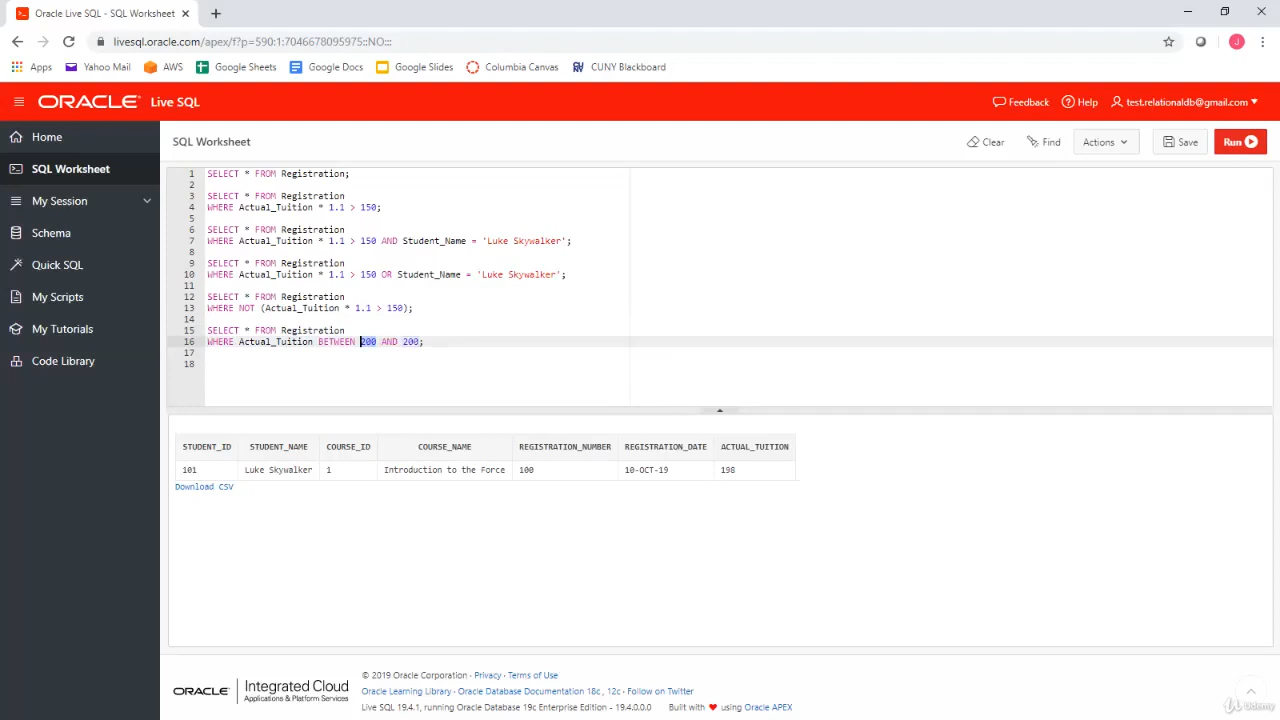 Oracle Live SQL - SQL Worksheet
livesql.oracle.com/apex/f?p=590:1:7046678095975::NO:::
J
Apps Yahoo Mail AWS Google Sheets Google Docs Google Slides Columbia Canvas CUNY Blackboard
ORACLE Live SQL Feedback Help test.relationaldb@gmail.com
Home
SQL Worksheet
My Session
Schema
Quick SQL
My Scripts
My Tutorials
Code Library
SQL Worksheet Clear Find Actions Save Run
1 SELECT * FROM Registration;
2
3 SELECT * FROM Registration
4 WHERE Actual_Tuition * 1.1 > 150;
5
6 SELECT * FROM Registration
7 WHERE Actual_Tuition * 1.1 > 150 AND Student_Name = 'Luke Skywalker';
8
9 SELECT * FROM Registration
10 WHERE Actual_Tuition * 1.1 > 150 OR Student_Name = 'Luke Skywalker';
11
12 SELECT * FROM Registration
13 WHERE NOT (Actual_Tuition * 1.1 > 150);
14
15 SELECT * FROM Registration
16 WHERE Actual_Tuition BETWEEN 200 AND 200;
17
18
STUDENT_ID STUDENT_NAME COURSE_ID COURSE_NAME REGISTRATION_NUMBER REGISTRATION_DATE ACTUAL_TUITION
101 Luke Skywalker 1 Introduction to the Force 100 10-OCT-19 198
Download CSV
ORACLE Integrated Cloud
Applications & Platform Services
© 2019 Oracle Corporation · Privacy · Terms of Use
Oracle Learning Library · Oracle Database Documentation 18c , 12c · Follow on Twitter
Live SQL 19.4.1, running Oracle Database 19c Enterprise Edition - 19.4.0.0.0 Built with ♥ using Oracle APEX
Udemy